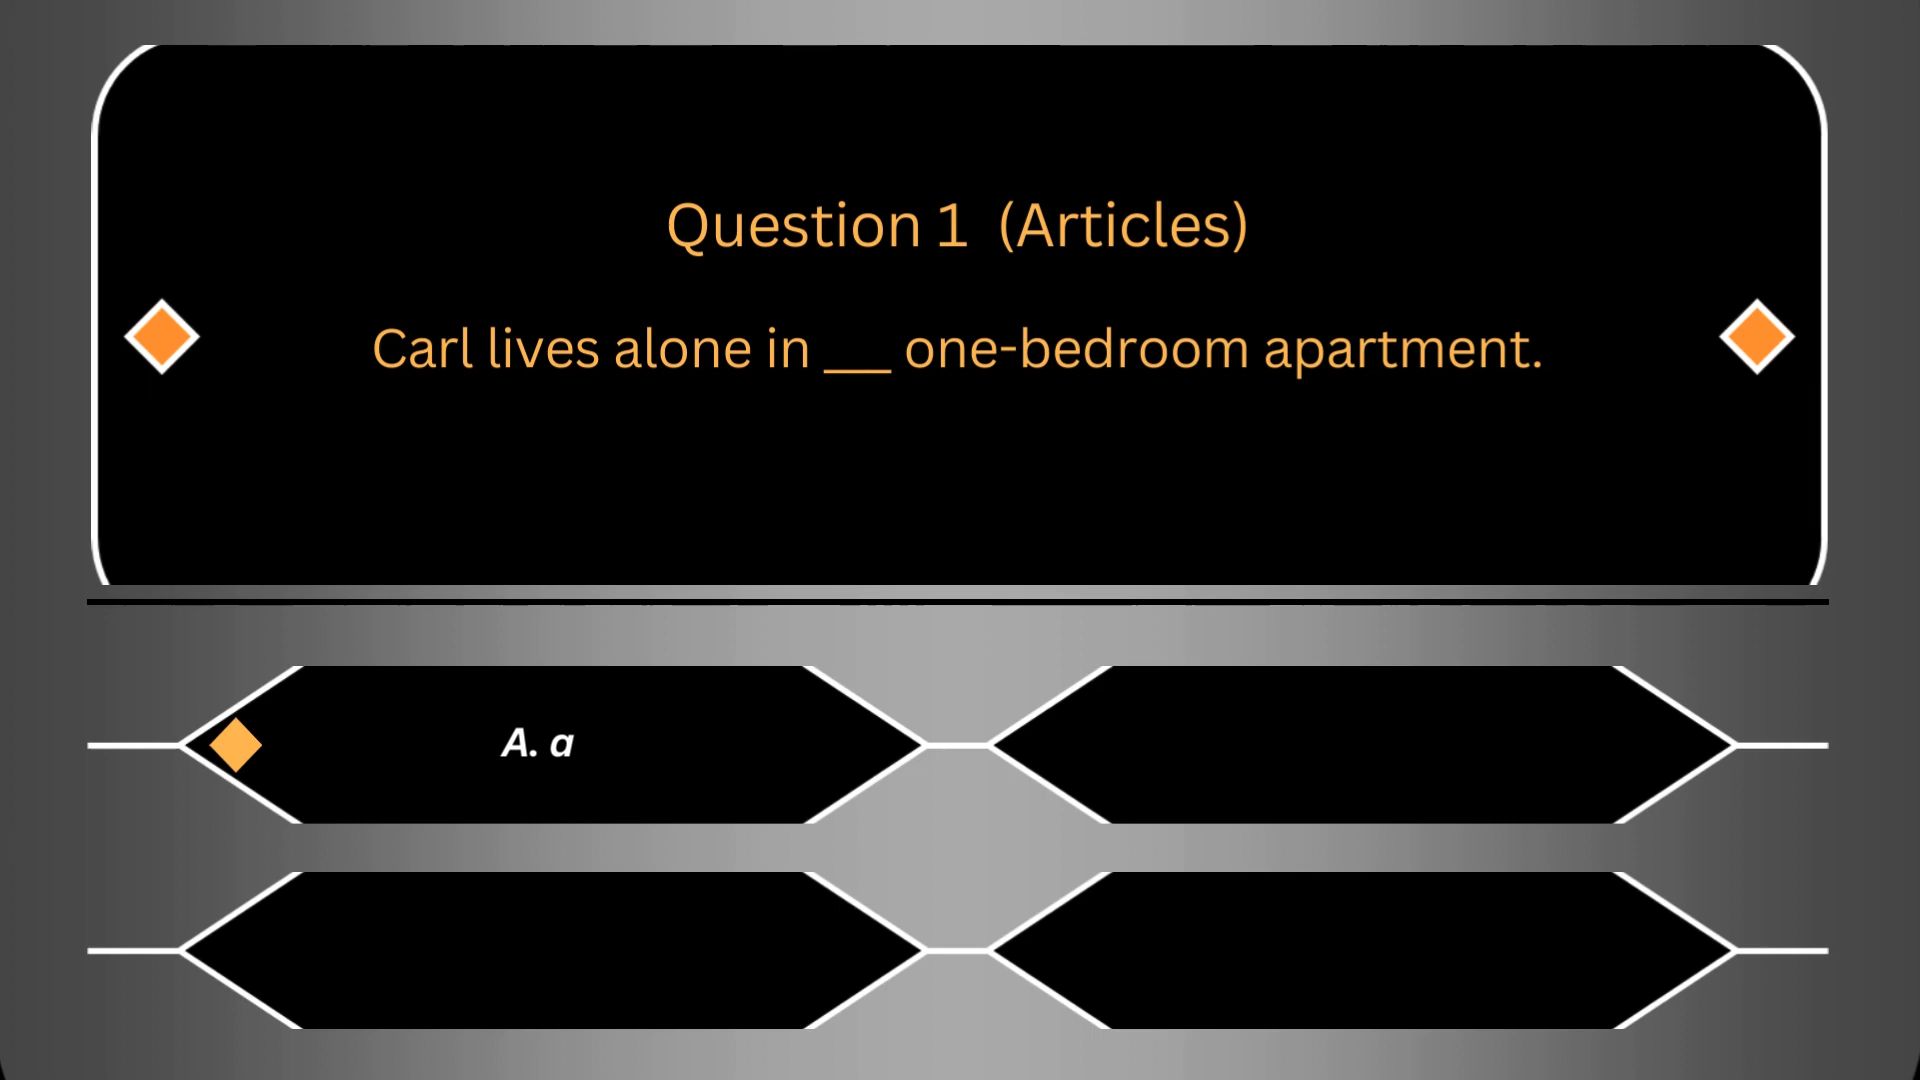 Question 1 (Articles)
Carl lives alone in ___ one-bedroom apartment.
A. a